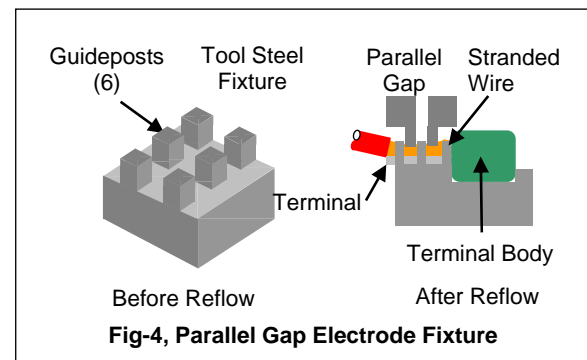 Guideposts
(6)
Tool Steel
Fixture
Parallel
Gap
Stranded
Wire
Terminal
Terminal Body
Before Reflow
After Reflow
Fig-4, Parallel Gap Electrode Fixture